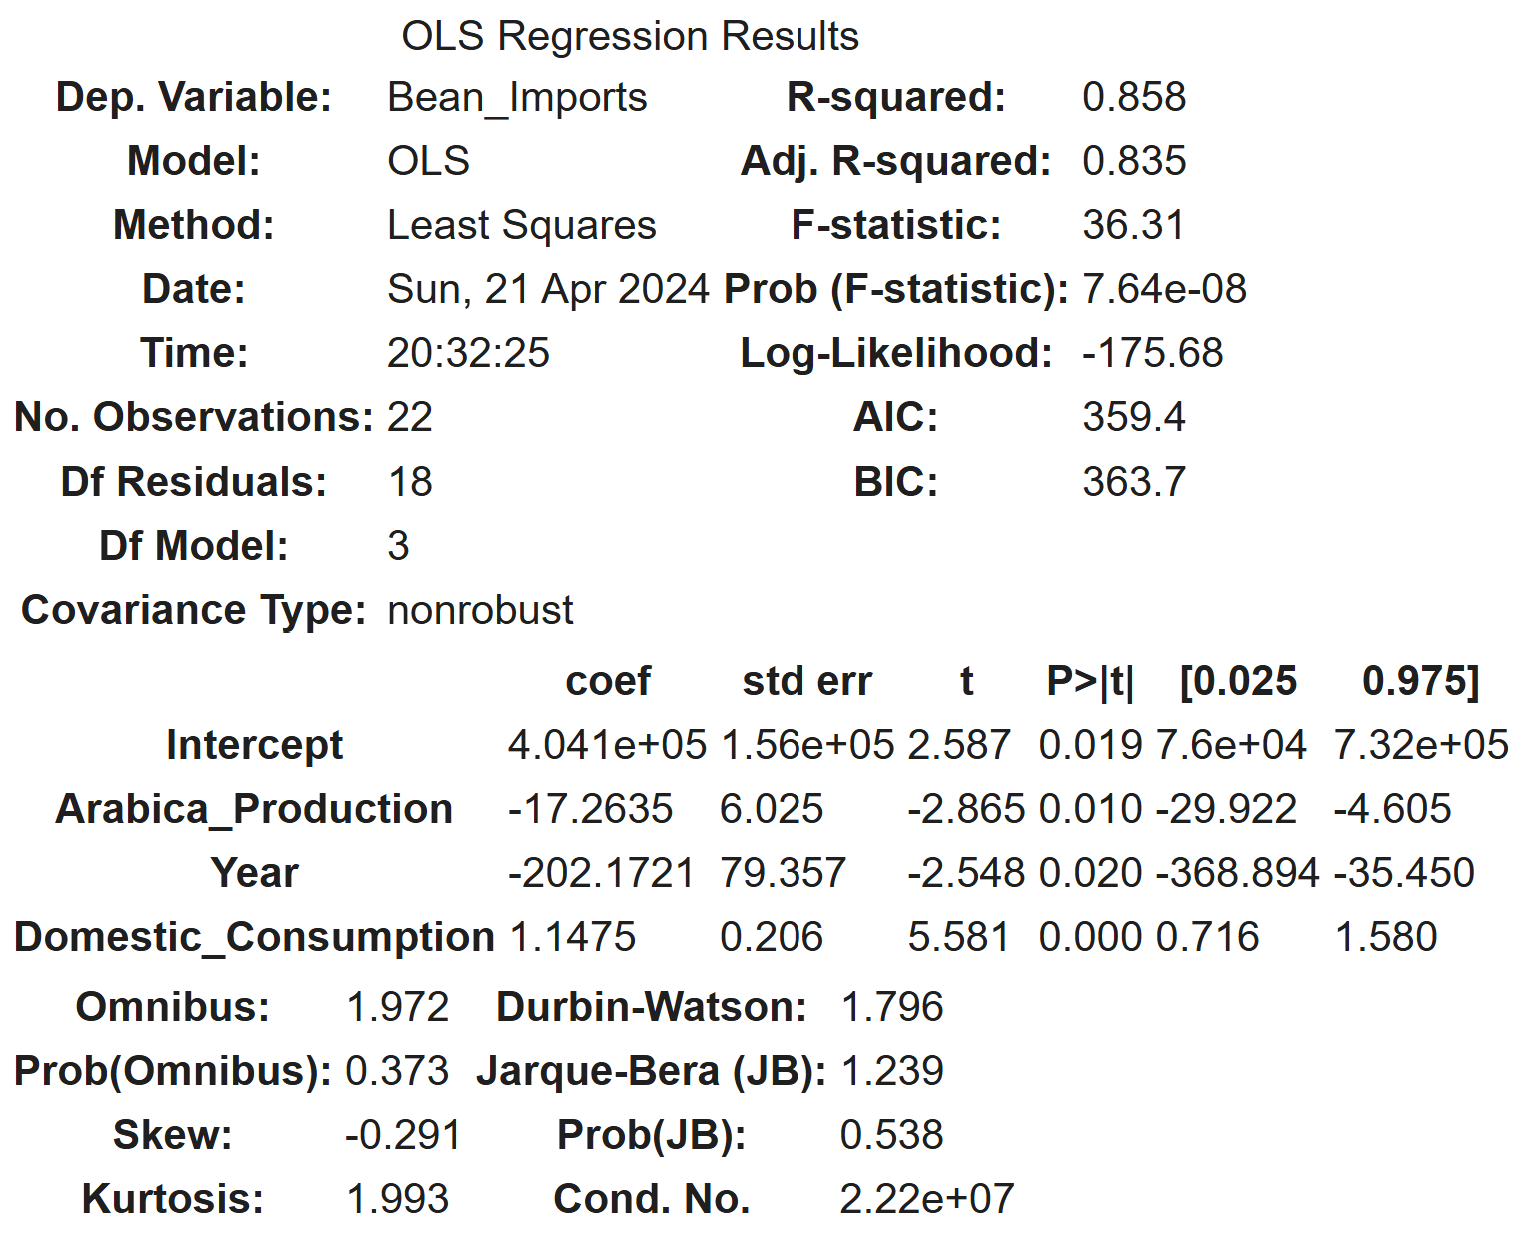 OLS Regression Results
Dep. Variable: Bean_Imports R-squared: 0.858
Model: OLS Adj. R-squared: 0.835
Method: Least Squares F-statistic: 36.31
Date: Sun, 21 Apr 2024 Prob (F-statistic): 7.64e-08
Time: 20:32:25 Log-Likelihood: -175.68
No. Observations: 22 AIC: 359.4
Df Residuals: 18 BIC: 363.7
Df Model: 3
Covariance Type: nonrobust
coef std err t P>|t| [0.025 0.975]
Intercept 4.041e+05 1.56e+05 2.587 0.019 7.6e+04 7.32e+05
Arabica_Production -17.2635 6.025 -2.865 0.010 -29.922 -4.605
Year -202.1721 79.357 -2.548 0.020 -368.894 -35.450
Domestic_Consumption 1.1475 0.206 5.581 0.000 0.716 1.580
Omnibus: 1.972 Durbin-Watson: 1.796
Prob(Omnibus): 0.373 Jarque-Bera (JB): 1.239
Skew: -0.291 Prob(JB): 0.538
Kurtosis: 1.993 Cond. No. 2.22e+07